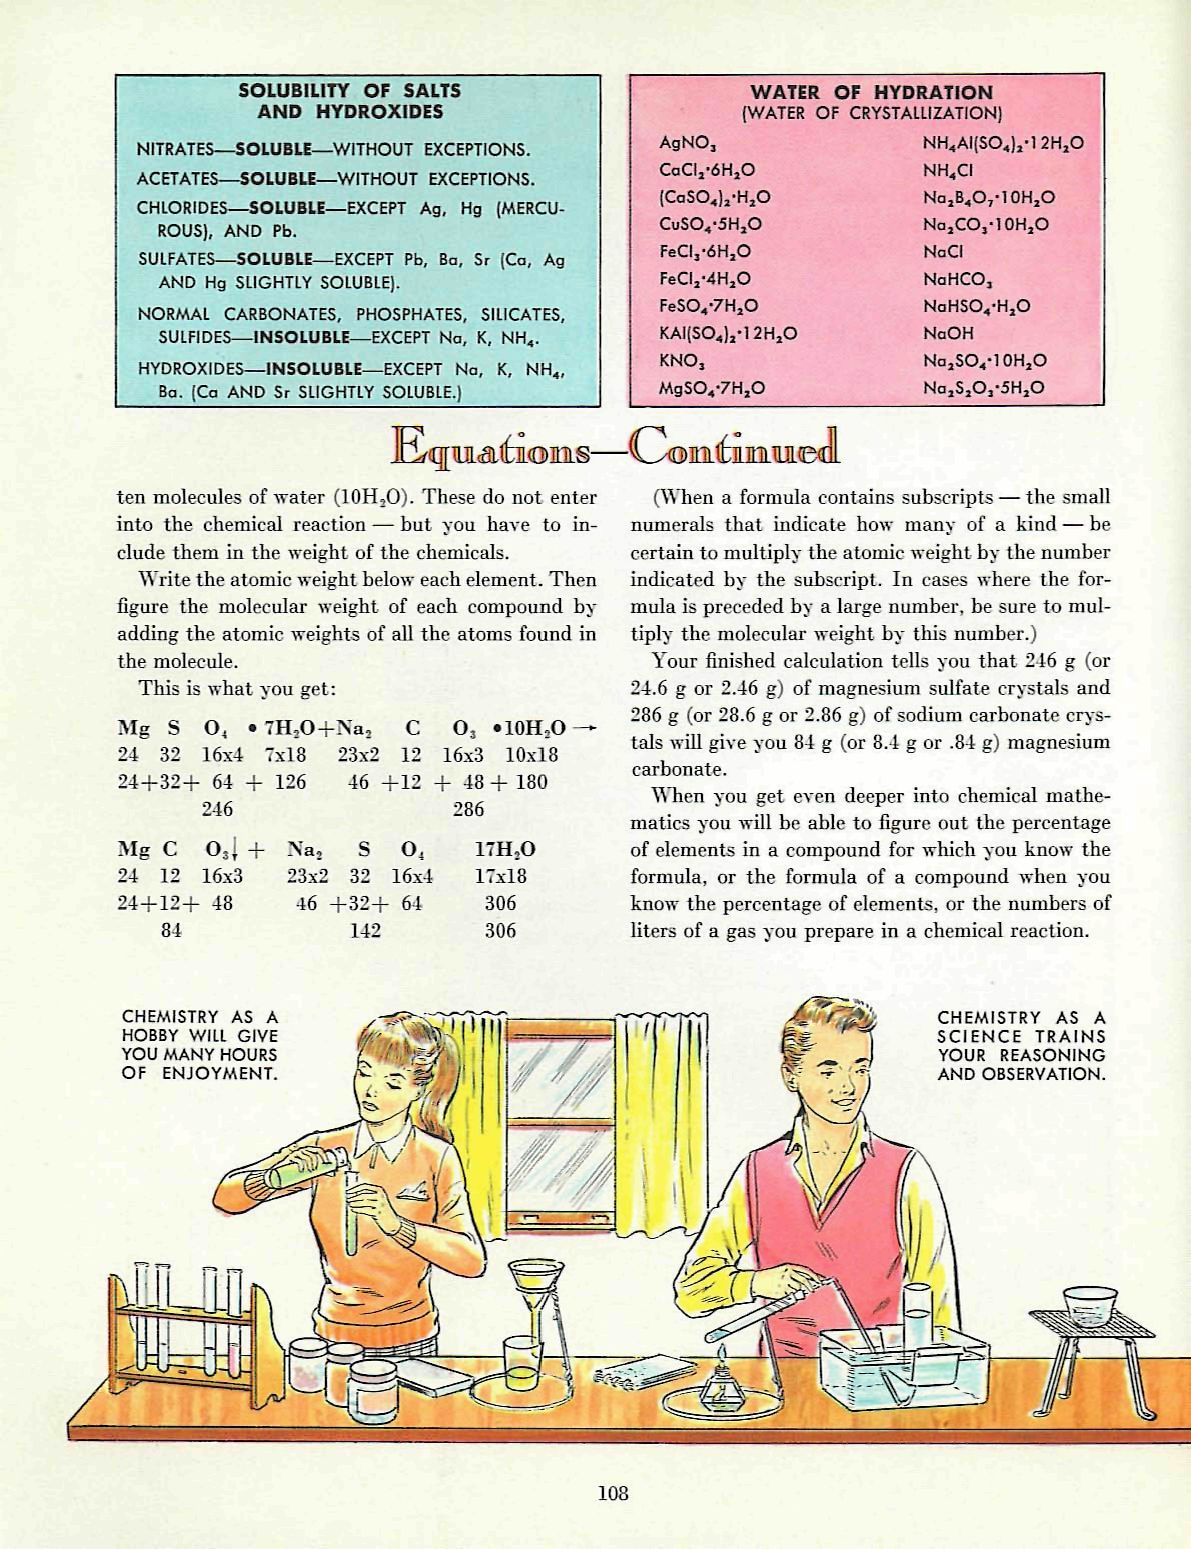 SOLUBILITY OF SALTS
AND HYDROXIDES
NITRATES—SOLUBLE—WITHOUT EXCEPTIONS.
ACETATES—SOLUBLE—WITHOUT EXCEPTIONS.
CHLORIDES—SOLUBLE—EXCEPT Ag, Hg (MERCU-
ROUS), AND Pb.
SULFATES—SOLUBLE—EXCEPT Pb, Ba, Sr (Ca, Ag
AND Hg SLIGHTLY SOLUBLE).
NORMAL CARBONATES, PHOSPHATES, SILICATES,
SULFIDES—INSOLUBLE—EXCEPT Na, K, NH₄.
HYDROXIDES—INSOLUBLE—EXCEPT Na, K, NH₄,
Ba. (Ca AND Sr SLIGHTLY SOLUBLE.)
WATER OF HYDRATION
(WATER OF CRYSTALLIZATION)
AgNO₃ NH₄Al(SO₄)₂·12H₂O
CaCl₂·6H₂O NH₄Cl
(CaSO₄)₂·H₂O Na₂B₄O₇·10H₂O
CuSO₄·5H₂O Na₂CO₃·10H₂O
FeCl₃·6H₂O NaCl
FeCl₂·4H₂O NaHCO₃
FeSO₄·7H₂O NaHSO₄·H₂O
KAl(SO₄)₂·12H₂O NaOH
KNO₃ Na₂SO₄·10H₂O
MgSO₄·7H₂O Na₂S₂O₃·5H₂O
Equations—Continued
ten molecules of water (10H₂O). These do not enter
into the chemical reaction — but you have to in-
clude them in the weight of the chemicals.
Write the atomic weight below each element. Then
figure the molecular weight of each compound by
adding the atomic weights of all the atoms found in
the molecule.
This is what you get:
Mg S O₄ • 7H₂O+Na₂ C O₃ •10H₂O →
24 32 16x4 7x18 23x2 12 16x3 10x18
24+32+ 64 + 126 46 +12 + 48 + 180
246 286
Mg C O₃↓ + Na₂ S O₄ 17H₂O
24 12 16x3 23x2 32 16x4 17x18
24+12+ 48 46 +32+ 64 306
84 142 306
(When a formula contains subscripts — the small
numerals that indicate how many of a kind — be
certain to multiply the atomic weight by the number
indicated by the subscript. In cases where the for-
mula is preceded by a large number, be sure to mul-
tiply the molecular weight by this number.)
Your finished calculation tells you that 246 g (or
24.6 g or 2.46 g) of magnesium sulfate crystals and
286 g (or 28.6 g or 2.86 g) of sodium carbonate crys-
tals will give you 84 g (or 8.4 g or .84 g) magnesium
carbonate.
When you get even deeper into chemical mathe-
matics you will be able to figure out the percentage
of elements in a compound for which you know the
formula, or the formula of a compound when you
know the percentage of elements, or the numbers of
liters of a gas you prepare in a chemical reaction.
CHEMISTRY AS A
HOBBY WILL GIVE
YOU MANY HOURS
OF ENJOYMENT.
CHEMISTRY AS A
SCIENCE TRAINS
YOUR REASONING
AND OBSERVATION.
108